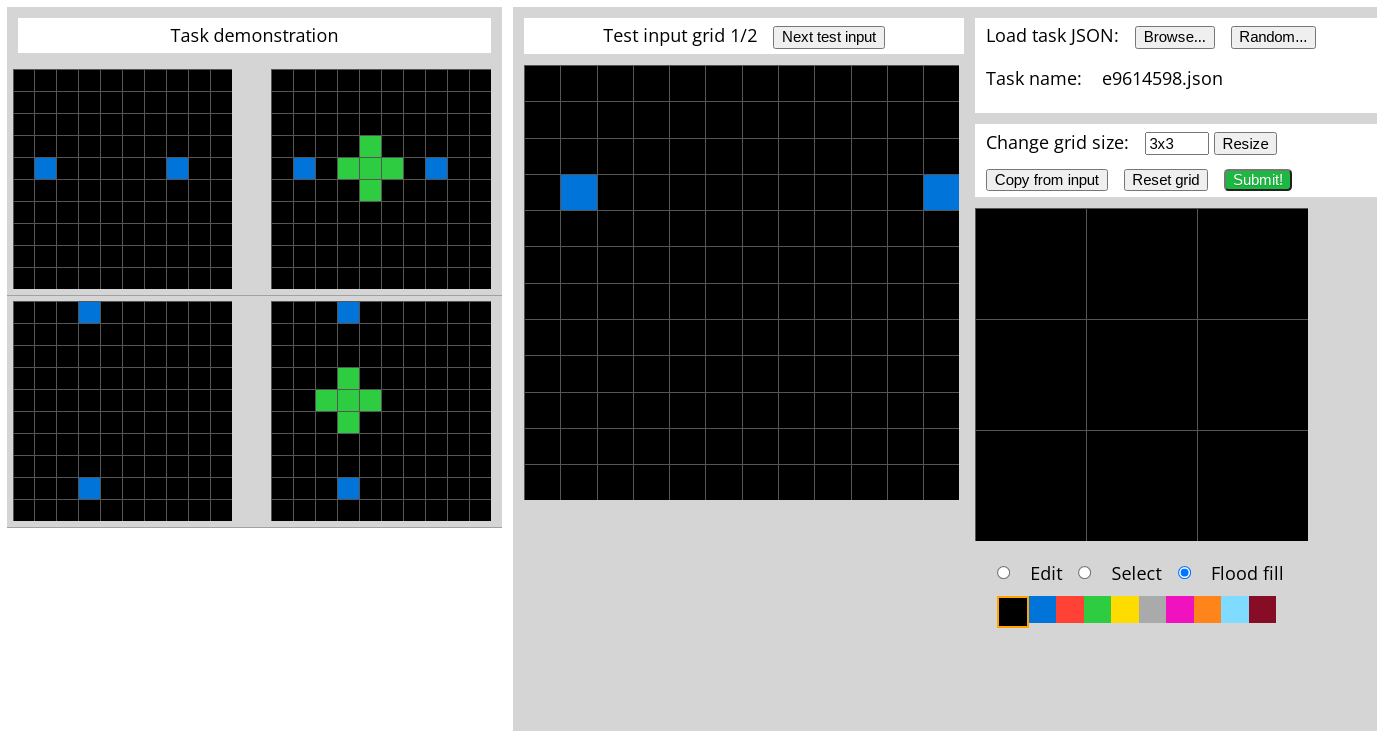 Task demonstration
Test input grid 1/2 Next test input
Load task JSON: Browse... Random...
Task name: e9614598.json
Change grid size: 3x3 Resize
Copy from input Reset grid Submit!
Edit Select Flood fill